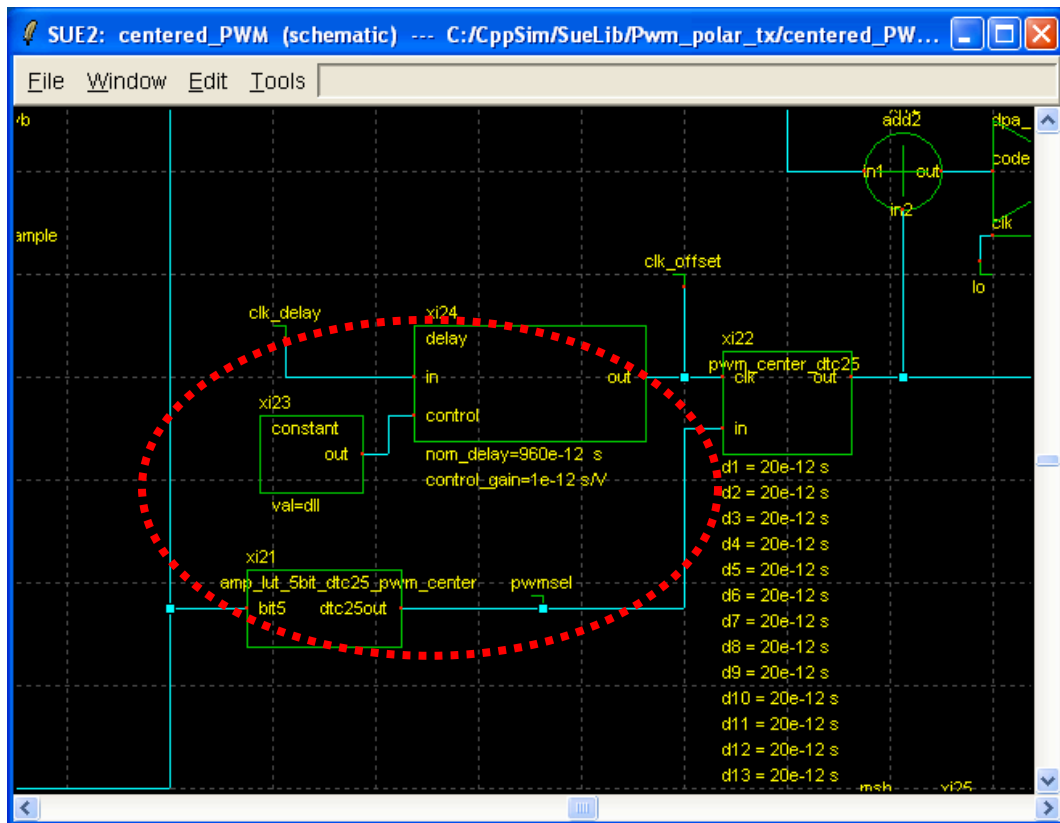 SUE2: centered_PWM (schematic) --- C:/CppSim/SueLib/Pwm_polar_tx/centered_PW...
File Window Edit Tools
add2
dpa_
in1
out
in2
code
clk
lo
ample
clk_offset
clk_delay
xi24
delay
in
out
control
nom_delay=960e-12 s
control_gain=1e-12 s/V
xi23
constant
out
val=dll
xi22
pwm_center_dtc25
clk
out
in
d1 = 20e-12 s
d2 = 20e-12 s
d3 = 20e-12 s
d4 = 20e-12 s
d5 = 20e-12 s
d6 = 20e-12 s
d7 = 20e-12 s
d8 = 20e-12 s
d9 = 20e-12 s
d10 = 20e-12 s
d11 = 20e-12 s
d12 = 20e-12 s
d13 = 20e-12 s
xi21
amp_lut_5bit_dtc25_pwm_center
bit5
dtc25out
pwmsel
msb
xi25